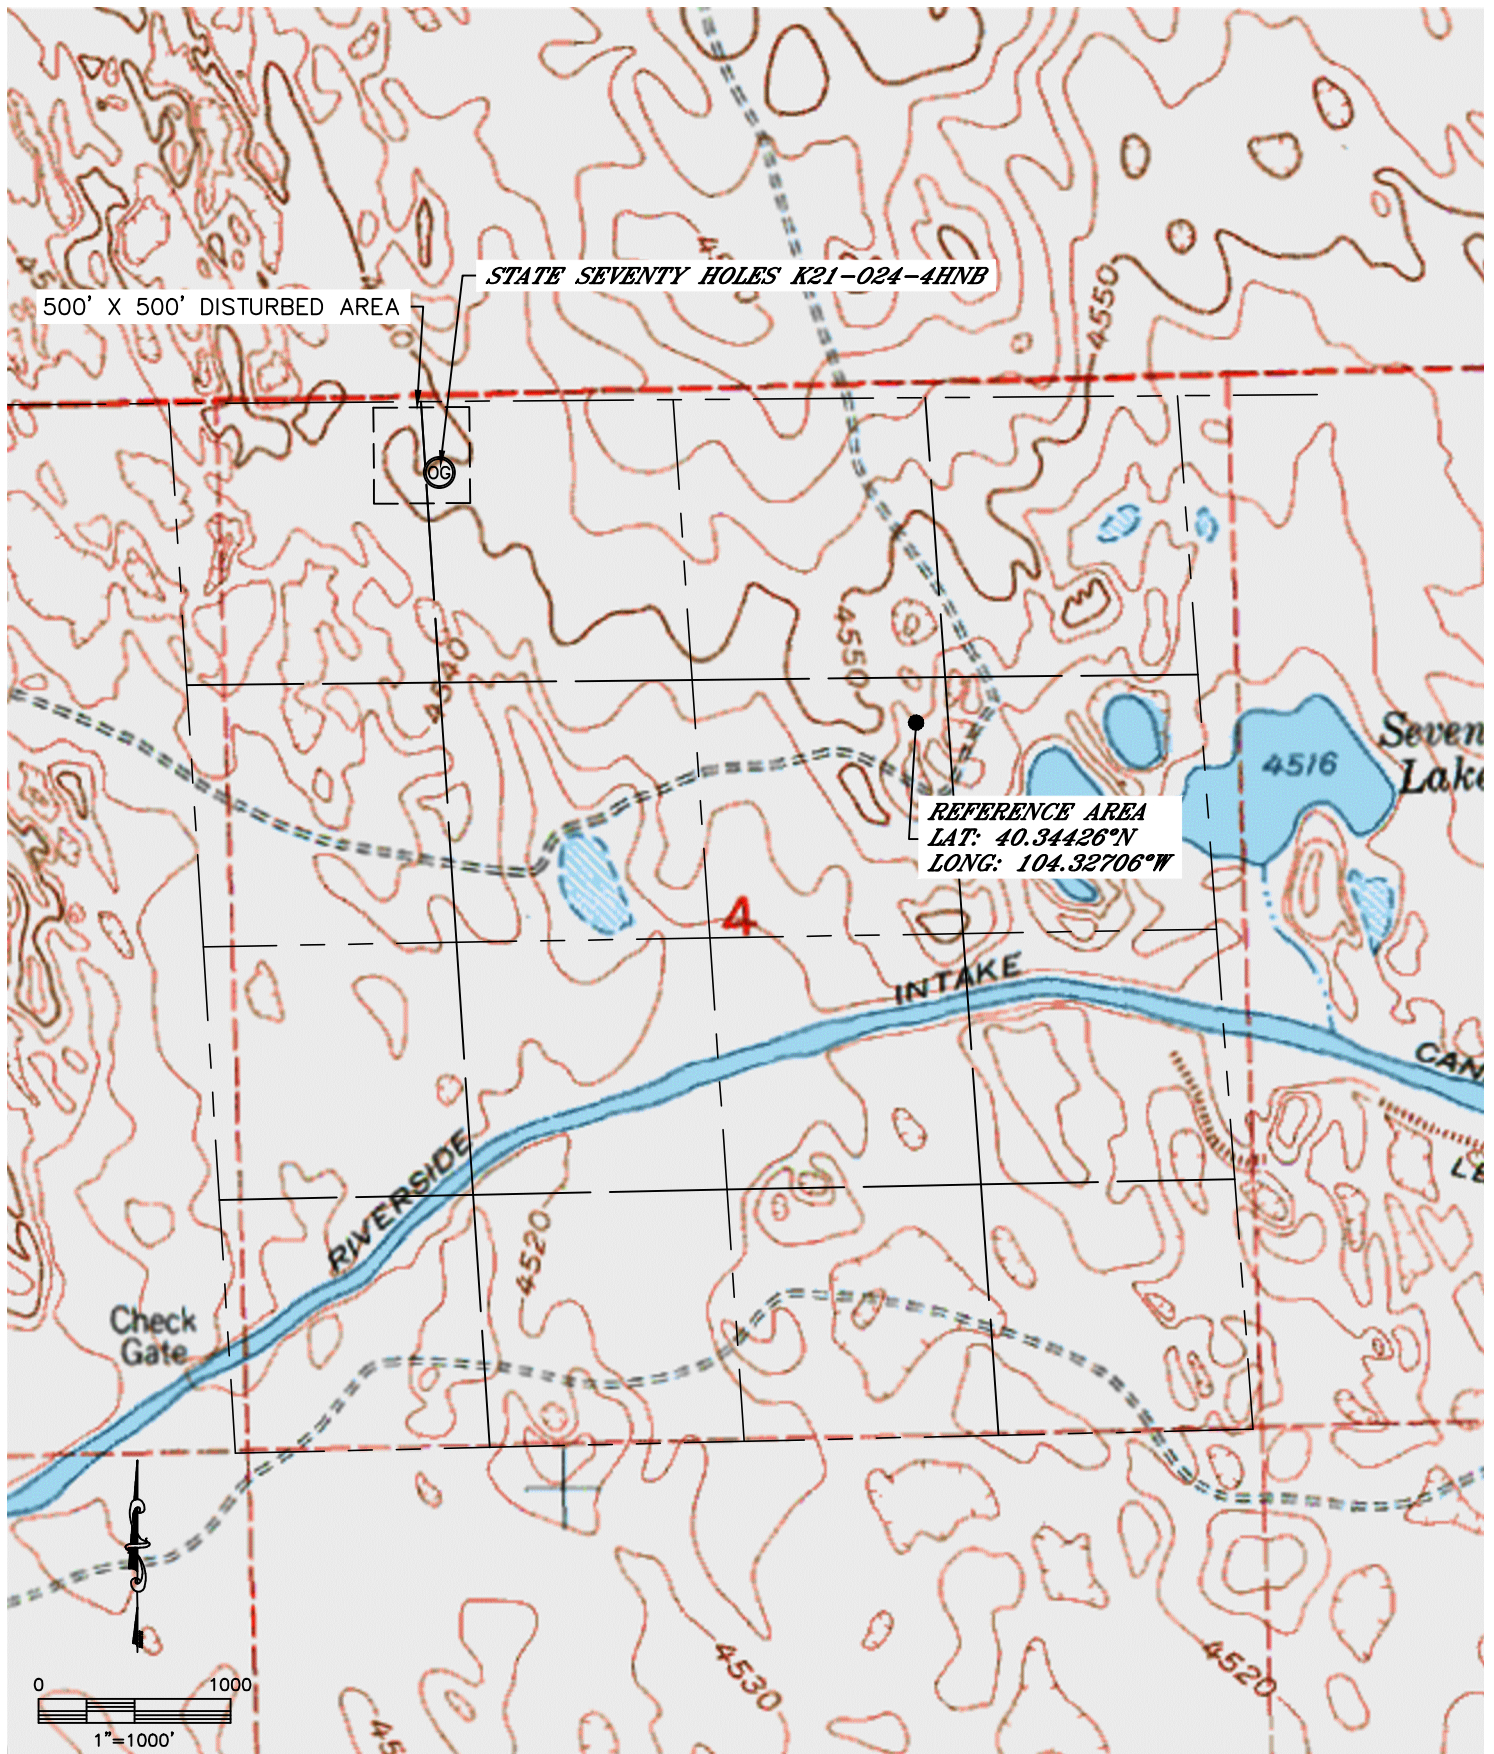 STATE SEVENTY HOLES K21-024-4HNB
500' X 500' DISTURBED AREA
4550
OG
4550
4540
Seven
Lake
4516
REFERENCE AREA
LAT: 40.34426°N
LONG: 104.32706°W
4
INTAKE
CAN
RIVERSIDE
LE
4520
Check
Gate
4530
4520
0 1000
1"=1000'